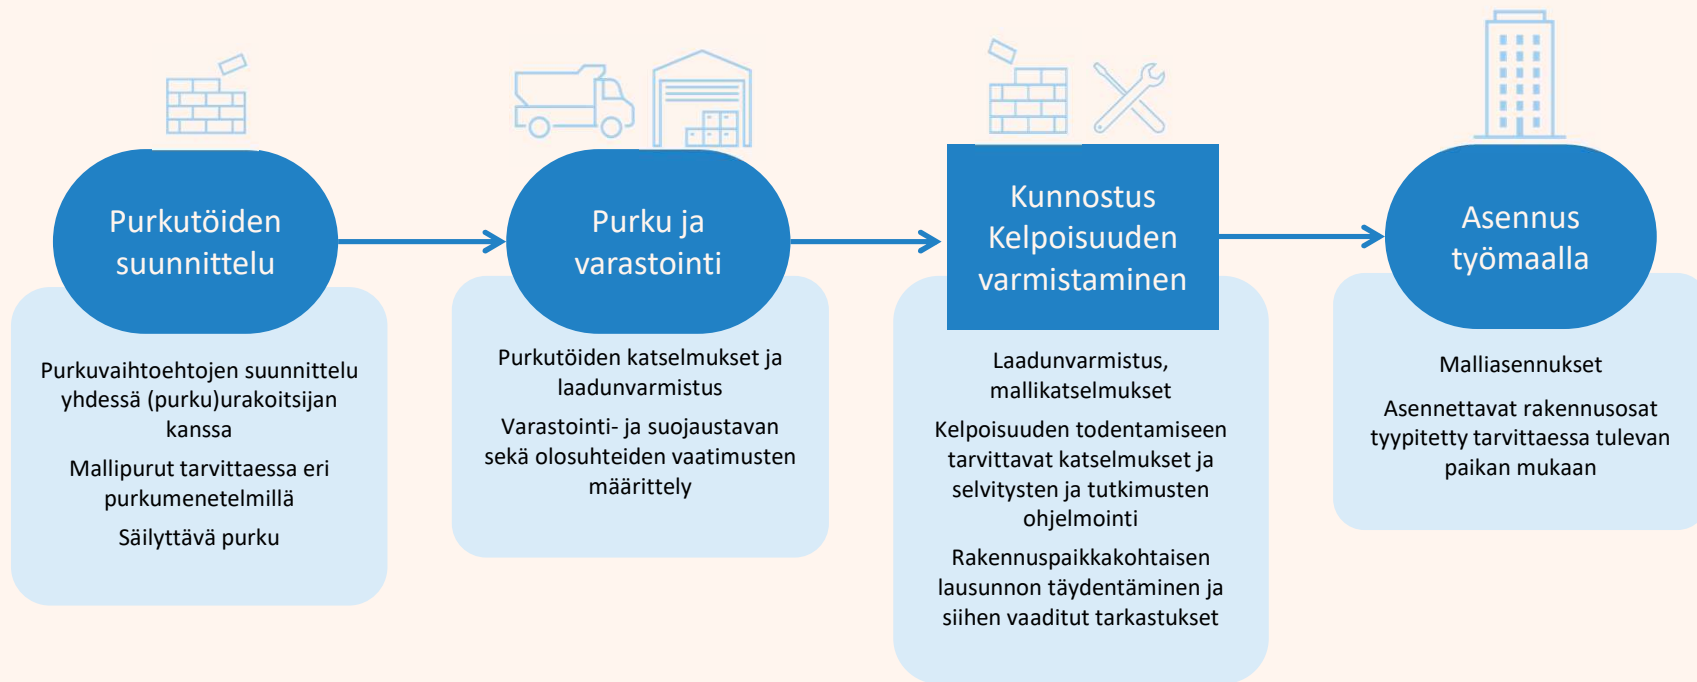 Purkutöiden
suunnittelu
Purkuvaihtoehtojen suunnittelu
yhdessä (purku)urakoitsijan
kanssa
Mallipurut tarvittaessa eri
purkumenetelmillä
Säilyttävä purku
Purku ja
varastointi
Purkutöiden katselmukset ja
laadunvarmistus
Varastointi- ja suojaustavan
sekä olosuhteiden vaatimusten
määrittely
Kunnostus
Kelpoisuuden
varmistaminen
Laadunvarmistus,
mallikatselmukset
Kelpoisuuden todentamiseen
tarvittavat katselmukset ja
selvitysten ja tutkimusten
ohjelmointi
Rakennuspaikkakohtaisen
lausunnon täydentäminen ja
siihen vaaditut tarkastukset
Asennus
työmaalla
Malliasennukset
Asennettavat rakennusosat
tyypitetty tarvittaessa tulevan
paikan mukaan